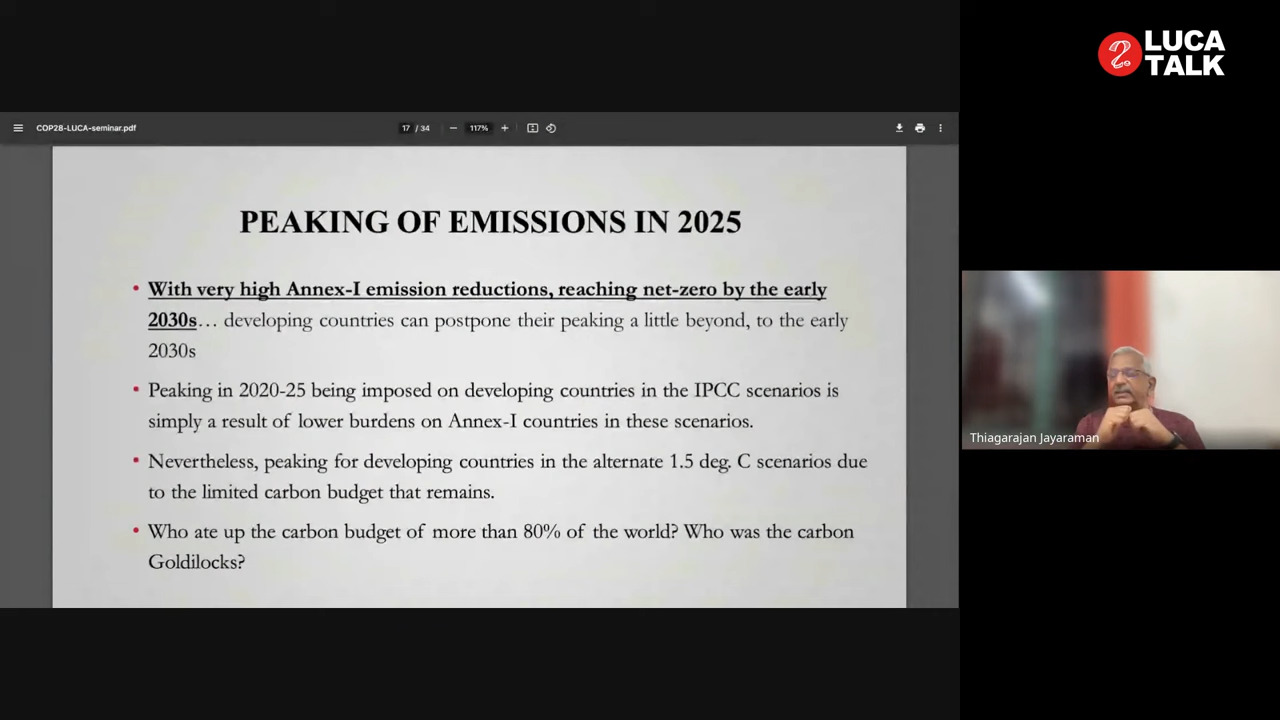 LUCA
TALK
COP28-LUCA-seminar.pdf
17 / 34
117%
PEAKING OF EMISSIONS IN 2025
• With very high Annex-I emission reductions, reaching net-zero by the early
2030s… developing countries can postpone their peaking a little beyond, to the early
2030s
• Peaking in 2020-25 being imposed on developing countries in the IPCC scenarios is
simply a result of lower burdens on Annex-I countries in these scenarios.
• Nevertheless, peaking for developing countries in the alternate 1.5 deg. C scenarios due
to the limited carbon budget that remains.
• Who ate up the carbon budget of more than 80% of the world? Who was the carbon
Goldilocks?
Thiagarajan Jayaraman